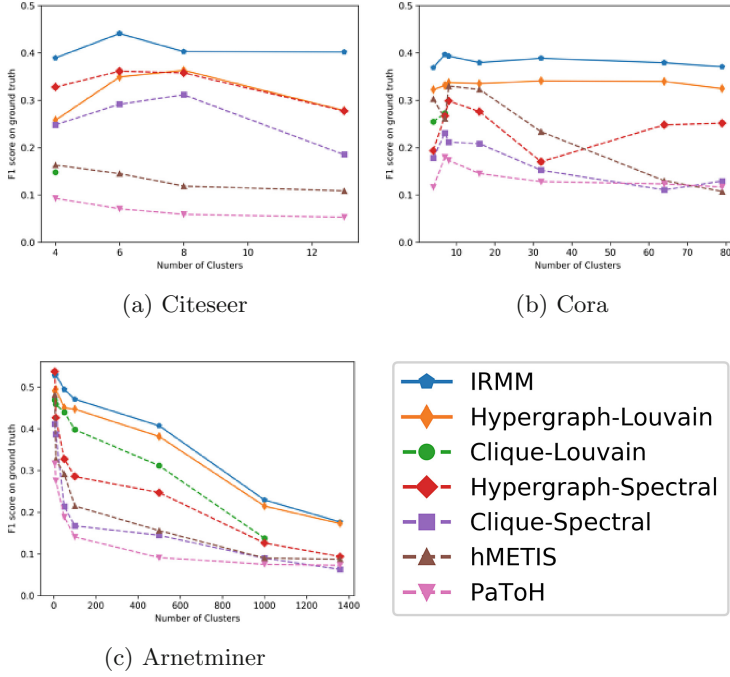 0.5
0.4
0.3
0.2
0.1
0.0
F1 score on ground truth
4
6
8
10
12
Number of Clusters
(a) Citeseer
0.5
0.4
0.3
0.2
0.1
0.0
F1 score on ground truth
10
20
30
40
50
60
70
80
Number of Clusters
(b) Cora
0.5
0.4
0.3
0.2
0.1
0.0
F1 score on ground truth
0
200
400
600
800
1000
1200
1400
Number of Clusters
(c) Arnetminer
IRMM
Hypergraph-Louvain
Clique-Louvain
Hypergraph-Spectral
Clique-Spectral
hMETIS
PaToH